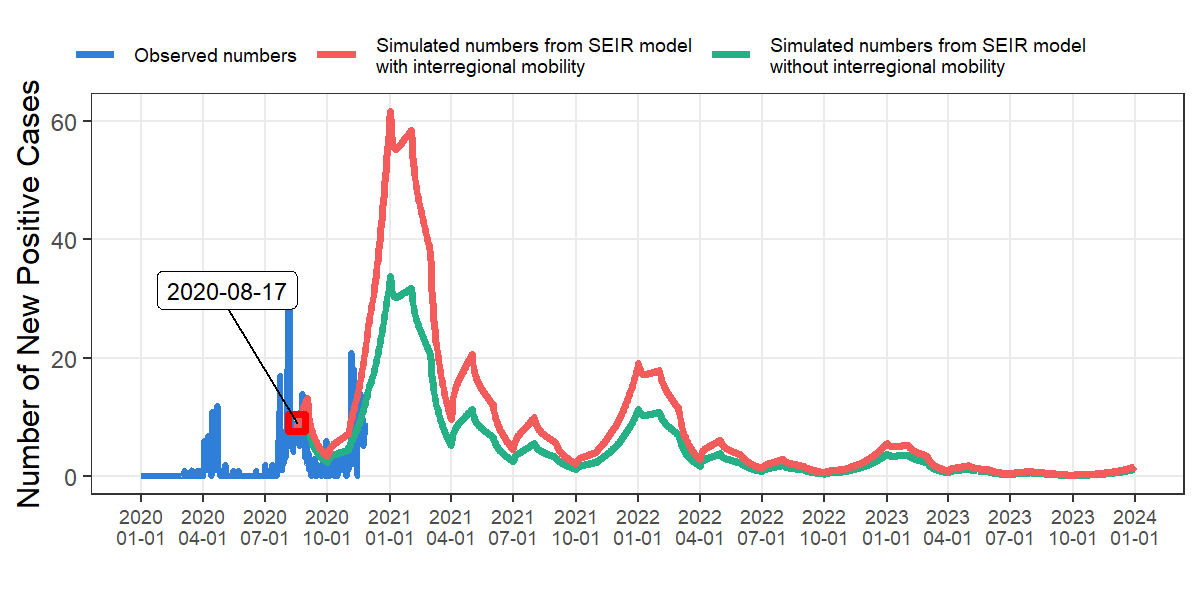 Observed numbers
Simulated numbers from SEIR model
with interregional mobility
Simulated numbers from SEIR model
without interregional mobility
Number of New Positive Cases
60
40
20
0
2020-08-17
2020 2020 2020 2020 2021 2021 2021 2021 2022 2022 2022 2022 2023 2023 2023 2023 2024
01-01 04-01 07-01 10-01 01-01 04-01 07-01 10-01 01-01 04-01 07-01 10-01 01-01 04-01 07-01 10-01 01-01